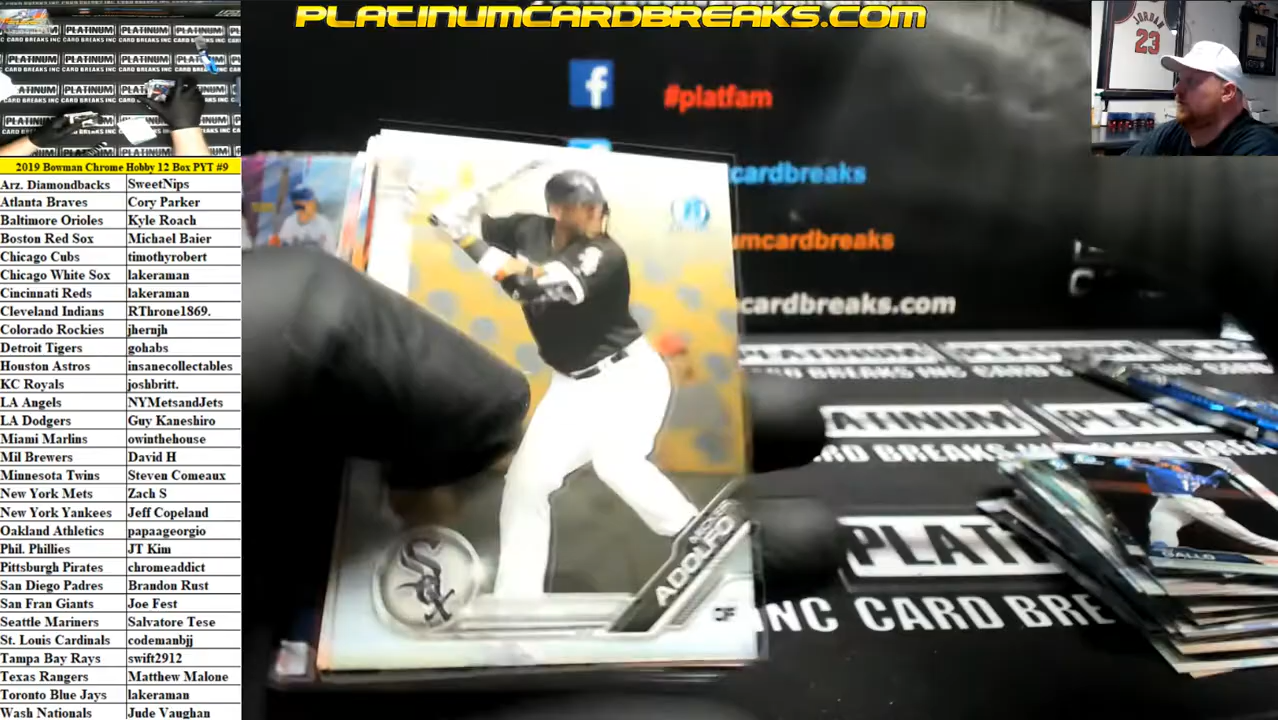 PLATINUMCARDBREAKS.COM
#platfam
cardbreaks
umcardbreaks
cardbreaks.com
JORDAN
23
2019 Bowman Chrome Hobby 12 Box PYT #9
Arz. Diamondbacks SweetNips
Atlanta Braves Cory Parker
Baltimore Orioles Kyle Roach
Boston Red Sox Michael Baier
Chicago Cubs timothyrobert
Chicago White Sox lakeraman
Cincinnati Reds lakeraman
Cleveland Indians RThrone1869.
Colorado Rockies jhernjh
Detroit Tigers gohabs
Houston Astros insanecollectables
KC Royals joshbritt.
LA Angels NYMetsandJets
LA Dodgers Guy Kaneshiro
Miami Marlins owinthehouse
Mil Brewers David H
Minnesota Twins Steven Comeaux
New York Mets Zach S
New York Yankees Jeff Copeland
Oakland Athletics papaageorgio
Phil. Phillies JT Kim
Pittsburgh Pirates chromeaddict
San Diego Padres Brandon Rust
San Fran Giants Joe Fest
Seattle Mariners Salvatore Tese
St. Louis Cardinals codemanbjj
Tampa Bay Rays swift2912
Texas Rangers Matthew Malone
Toronto Blue Jays lakeraman
Wash Nationals Jude Vaughan
ADOLFO
GALLO
PLATINUM
CARD BREAKS INC
INC CARD BRE